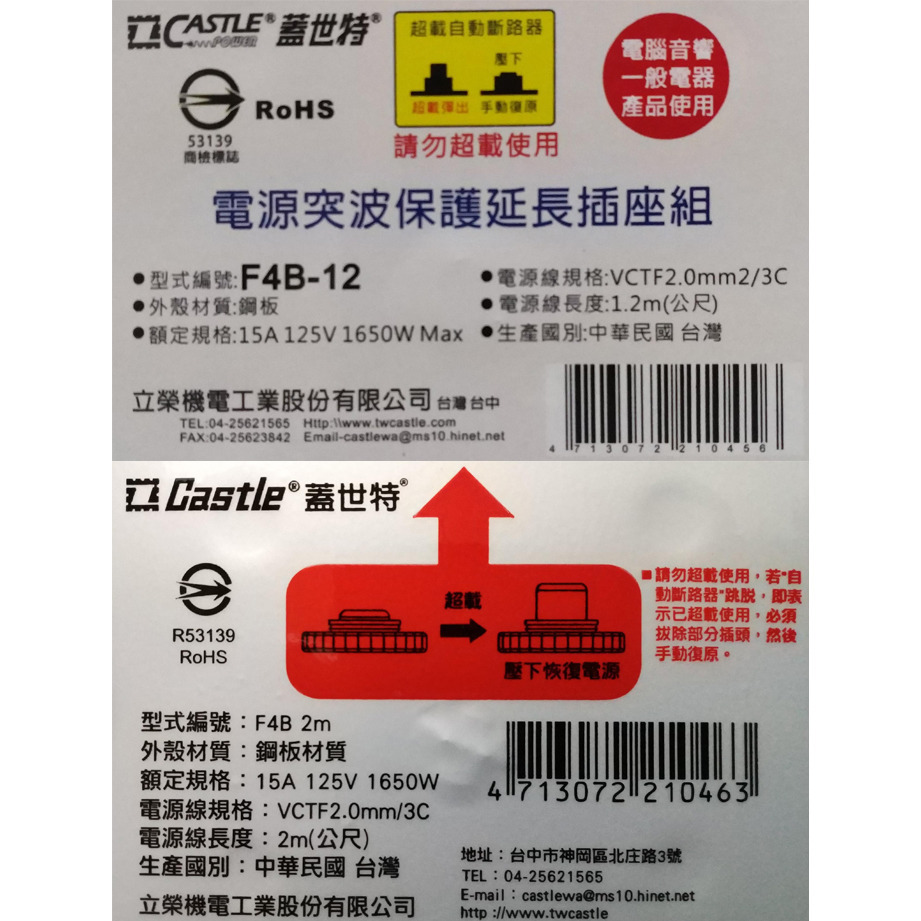 CASTLE® 蓋世特®
53139
商檢標誌
RoHS
超載自動斷路器
壓下
超載彈出 手動復原
請勿超載使用
電腦音響
一般電器
產品使用
電源突波保護延長插座組
●型式編號:F4B-12
●外殼材質:鋼板
●額定規格:15A 125V 1650W Max
●電源線規格:VCTF2.0mm2/3C
●電源線長度:1.2m(公尺)
●生產國別:中華民國 台灣
立榮機電工業股份有限公司 台灣台中
TEL:04-25621565 Http:\\www.twcastle.com
FAX:04-25623842 Email-castlewa@ms10.hinet.net
4 713072 210456
Castle® 蓋世特®
R53139
RoHS
超載
壓下恢復電源
■請勿超載使用，若"自
動斷路器"跳脱，即表
示已超載使用，必須
拔除部分插頭，然後
手動復原。
型式編號：F4B 2m
外殼材質：鋼板材質
額定規格：15A 125V 1650W
電源線規格：VCTF2.0mm/3C
電源線長度：2m(公尺)
生產國別：中華民國 台灣
立榮機電工業股份有限公司
4 713072 210463
地址：台中市神岡區北庄路3號
TEL：04-25621565
E-mail：castlewa@ms10.hinet.net
http://www.twcastle